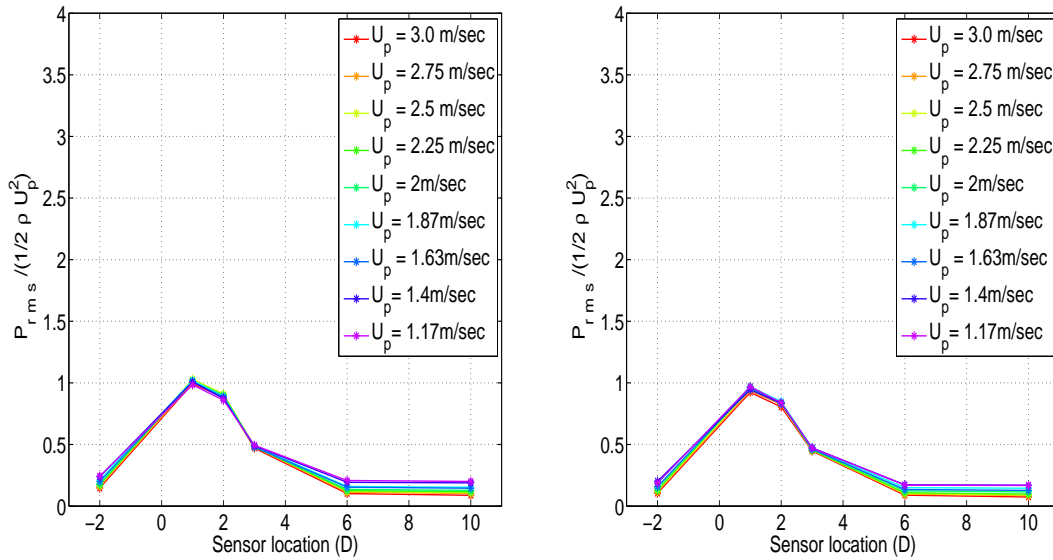 4
3.5
3
2.5
2
1.5
1
0.5
0
−2 0 2 4 6 8 10
Sensor location (D)
P_{r m s} /(1/2 ρ U_p^2)
U_p = 3.0 m/sec
U_p = 2.75 m/sec
U_p = 2.5 m/sec
U_p = 2.25 m/sec
U_p = 2m/sec
U_p = 1.87m/sec
U_p = 1.63m/sec
U_p= 1.4m/sec
U_p= 1.17m/sec
4
3.5
3
2.5
2
1.5
1
0.5
0
−2 0 2 4 6 8 10
Sensor location (D)
P_{r m s} /(1/2 ρ U_p^2)
U_p = 3.0 m/sec
U_p = 2.75 m/sec
U_p = 2.5 m/sec
U_p = 2.25 m/sec
U_p = 2m/sec
U_p = 1.87m/sec
U_p = 1.63m/sec
U_p= 1.4m/sec
U_p= 1.17m/sec